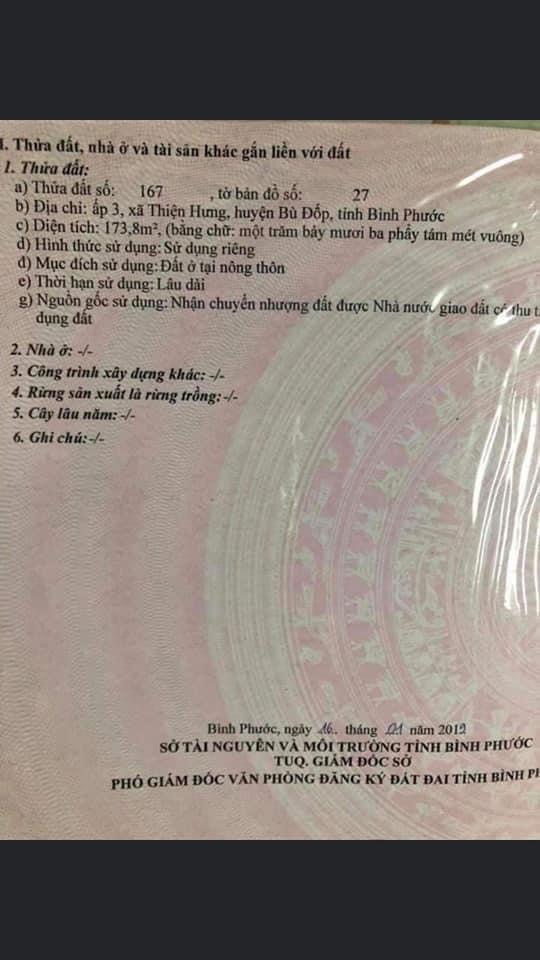 I. Thửa đất, nhà ở và tài sản khác gắn liền với đất
1. Thửa đất:
a) Thửa đất số: 167 , tờ bản đồ số: 27
b) Địa chỉ: ấp 3, xã Thiện Hưng, huyện Bù Đốp, tỉnh Bình Phước
c) Diện tích: 173,8m², (bằng chữ: một trăm bảy mươi ba phẩy tám mét vuông)
d) Hình thức sử dụng: Sử dụng riêng
đ) Mục đích sử dụng: Đất ở tại nông thôn
e) Thời hạn sử dụng: Lâu dài
g) Nguồn gốc sử dụng: Nhận chuyển nhượng đất được Nhà nước giao đất có thu
dụng đất
2. Nhà ở: -/-
3. Công trình xây dựng khác: -/-
4. Rừng sản xuất là rừng trồng: -/-
5. Cây lâu năm: -/-
6. Ghi chú: -/-
Bình Phước, ngày 16. tháng 01 năm
SỞ TÀI NGUYÊN VÀ MÔI TRƯỜNG TỈNH BÌNH PHƯỚC
TUQ. GIÁM ĐỐC SỞ
PHÓ GIÁM ĐỐC VĂN PHÒNG ĐĂNG KÝ ĐẤT ĐAI TỈNH BÌNH